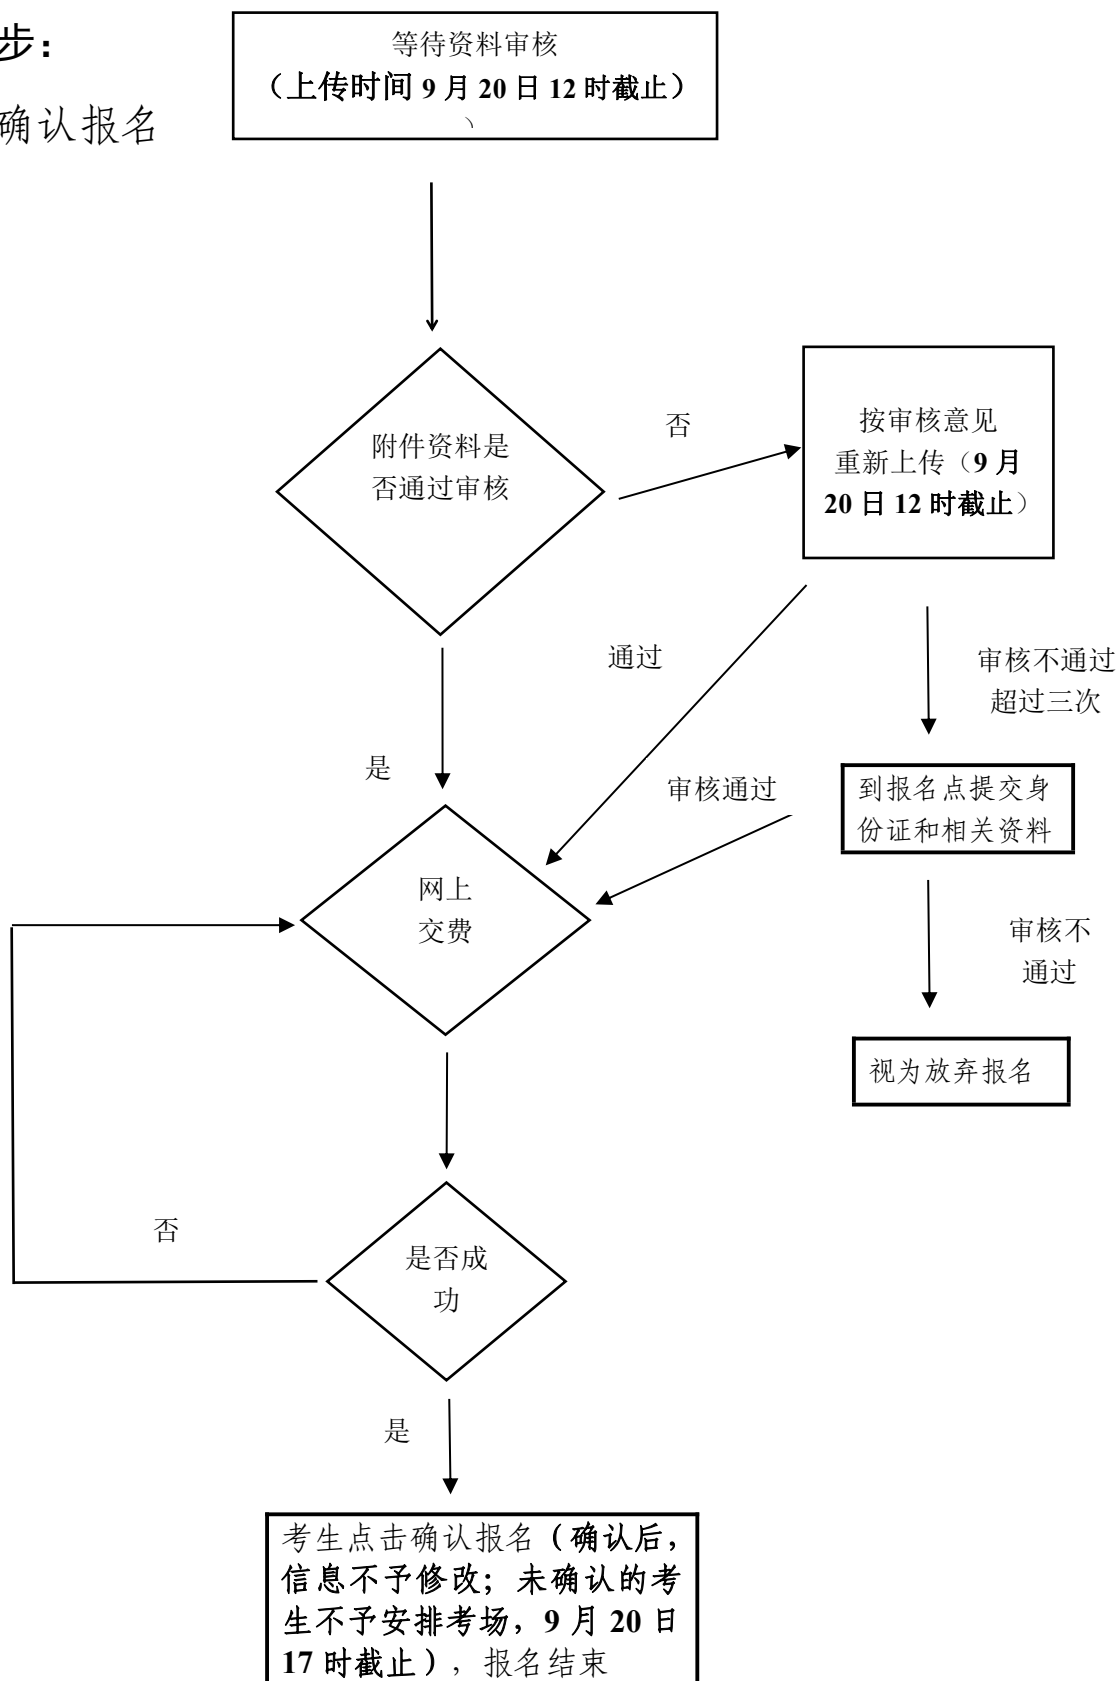 步：
确认报名
等待资料审核
（上传时间 9 月 20 日 12 时截止）
）
附件资料是
否通过审核
否
按审核意见
重新上传（9 月
20 日 12 时截止）
通过
审核不通过
超过三次
是
审核通过
到报名点提交身
份证和相关资料
网上
交费
审核不
通过
视为放弃报名
否
是否成
功
是
考生点击确认报名（确认后，
信息不予修改；未确认的考
生不予安排考场，9 月 20 日
17 时截止），报名结束